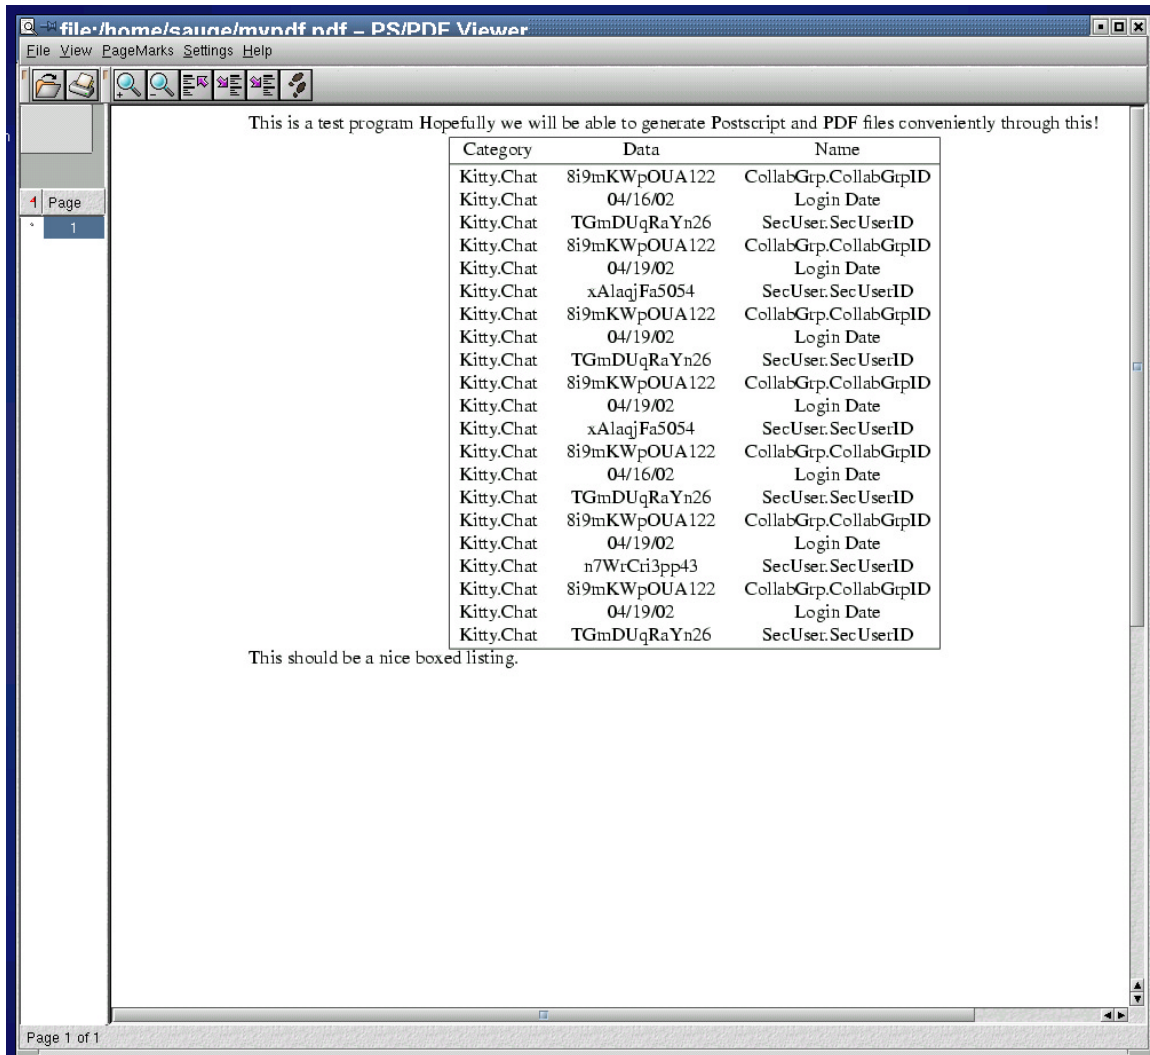 file:/home/sauge/mypdf.pdf – PS/PDF Viewer
File View PageMarks Settings Help
Page
1
This is a test program Hopefully we will be able to generate Postscript and PDF files conveniently through this!
Category Data Name
Kitty.Chat 8i9mKWpOUA122 CollabGrp.CollabGrpID
Kitty.Chat 04/16/02 Login Date
Kitty.Chat TGmDUqRaYn26 SecUser.SecUserID
Kitty.Chat 8i9mKWpOUA122 CollabGrp.CollabGrpID
Kitty.Chat 04/19/02 Login Date
Kitty.Chat xAlaqjFa5054 SecUser.SecUserID
Kitty.Chat 8i9mKWpOUA122 CollabGrp.CollabGrpID
Kitty.Chat 04/19/02 Login Date
Kitty.Chat TGmDUqRaYn26 SecUser.SecUserID
Kitty.Chat 8i9mKWpOUA122 CollabGrp.CollabGrpID
Kitty.Chat 04/19/02 Login Date
Kitty.Chat xAlaqjFa5054 SecUser.SecUserID
Kitty.Chat 8i9mKWpOUA122 CollabGrp.CollabGrpID
Kitty.Chat 04/16/02 Login Date
Kitty.Chat TGmDUqRaYn26 SecUser.SecUserID
Kitty.Chat 8i9mKWpOUA122 CollabGrp.CollabGrpID
Kitty.Chat 04/19/02 Login Date
Kitty.Chat n7WrCri3pp43 SecUser.SecUserID
Kitty.Chat 8i9mKWpOUA122 CollabGrp.CollabGrpID
Kitty.Chat 04/19/02 Login Date
Kitty.Chat TGmDUqRaYn26 SecUser.SecUserID
This should be a nice boxed listing.
Page 1 of 1